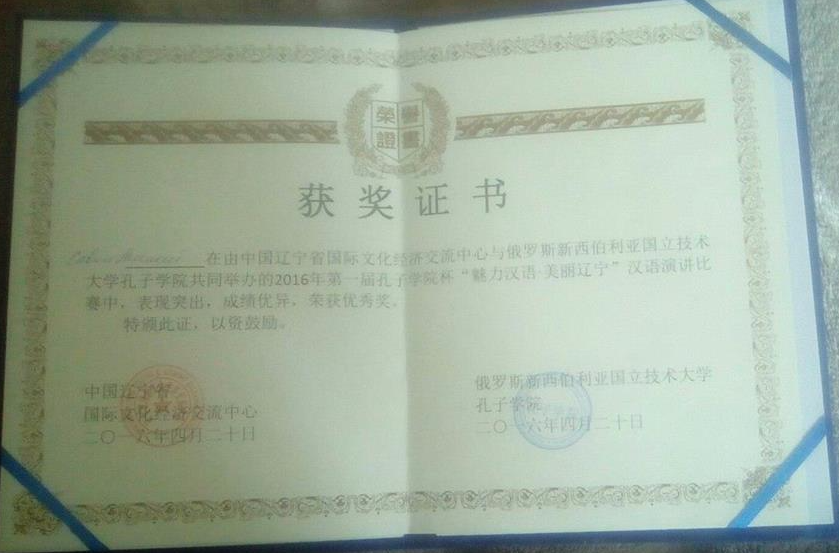 榮譽
證書
获奖证书
在由中国辽宁省国际文化经济交流中心与俄罗斯新西伯利亚国立技术
大学孔子学院共同举办的2016年第一届孔子学院杯“魅力汉语·美丽辽宁”汉语演讲比
赛中，表现突出，成绩优异，荣获优秀奖。
特颁此证，以资鼓励。
中国辽宁省
国际文化经济交流中心
二〇一六年四月二十日
俄罗斯新西伯利亚国立技术大学
孔子学院
二〇一六年四月二十日